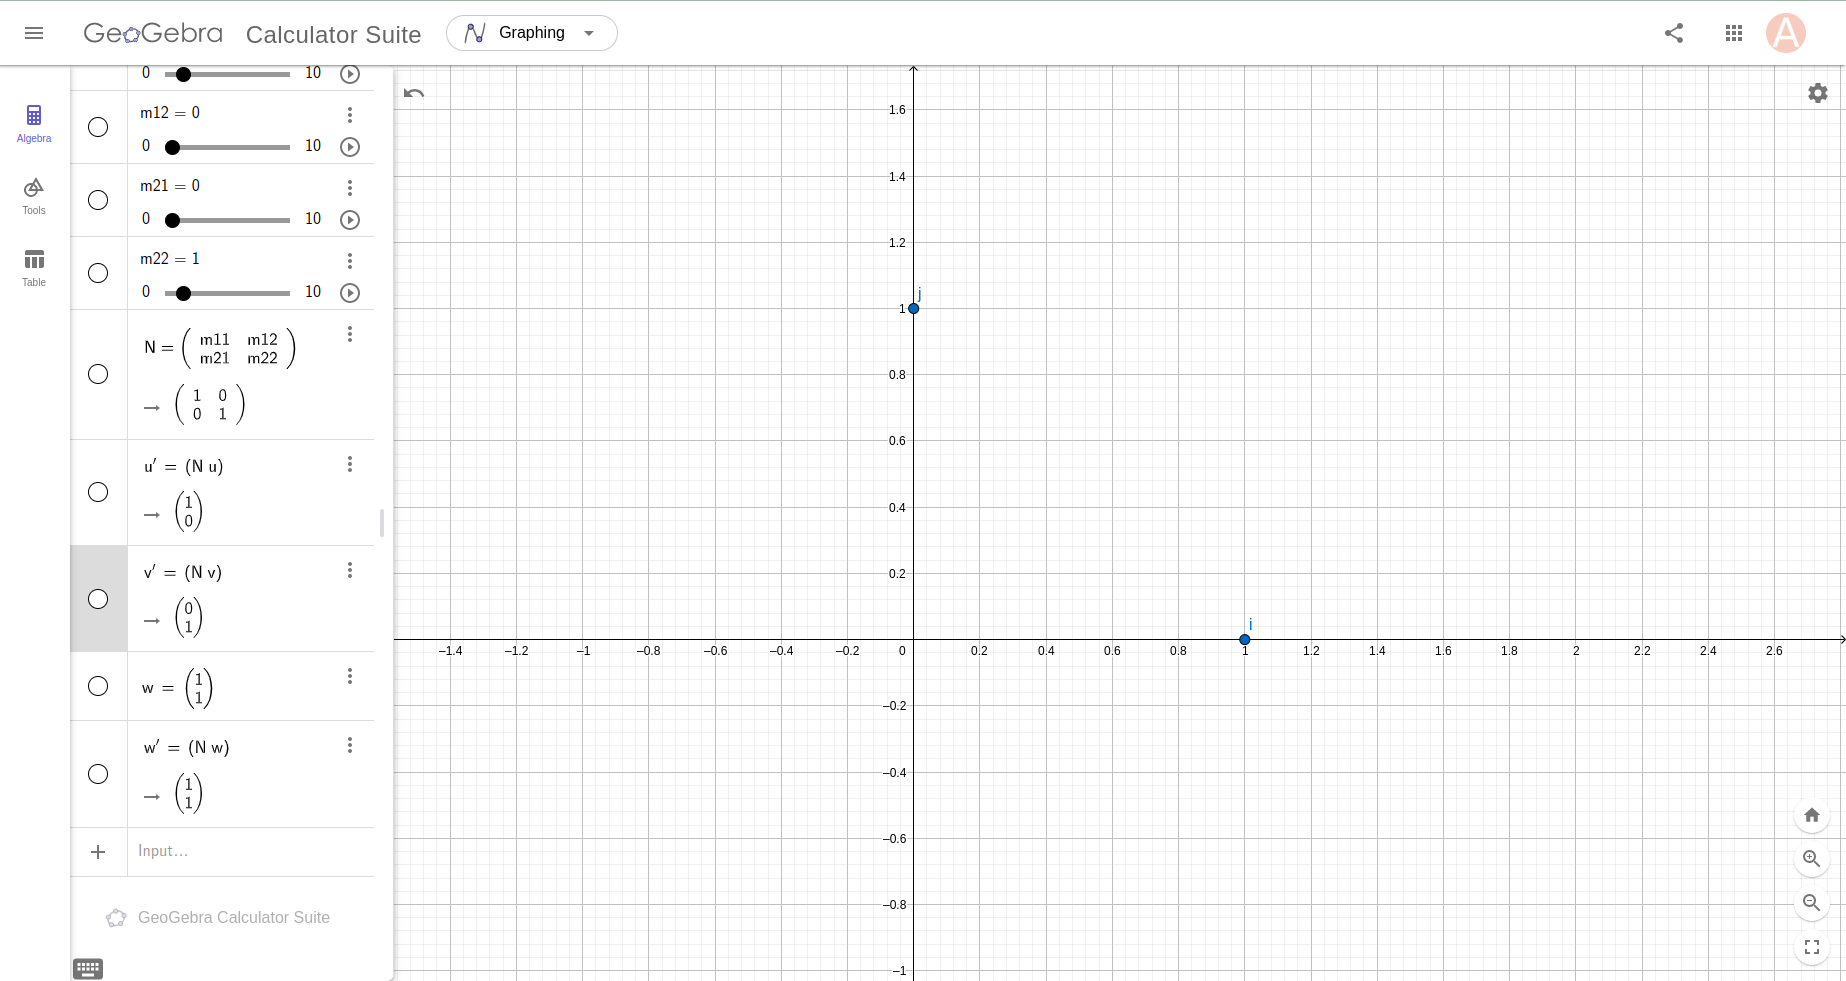 GeoGebra Calculator Suite Graphing A
0 10
m12 = 0
0 10
m21 = 0
0 10
m22 = 1
0 10
N = ( m11 m12
m21 m22 )
→ ( 1 0
0 1 )
u′ = (N u)
→ ( 1
0 )
v′ = (N v)
→ ( 0
1 )
w = ( 1
1 )
w′ = (N w)
→ ( 1
1 )
+ Input...
GeoGebra Calculator Suite
Algebra
Tools
Table
1.6
1.4
1.2
j
1
0.8
0.6
0.4
0.2
i
–1.4 –1.2 –1 –0.8 –0.6 –0.4 –0.2 0 0.2 0.4 0.6 0.8 1 1.2 1.4 1.6 1.8 2 2.2 2.4 2.6
–0.2
–0.4
–0.6
–0.8
–1